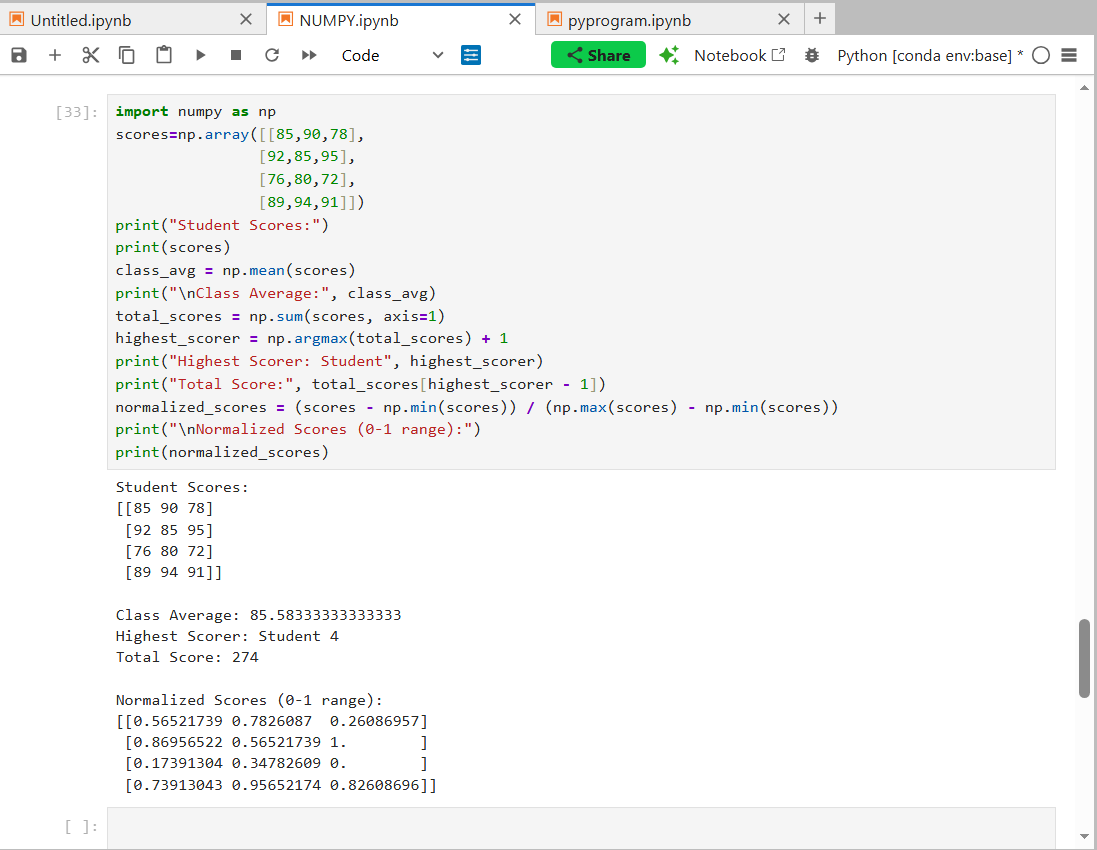 Untitled.ipynb
NUMPY.ipynb
pyprogram.ipynb
Code
Share
Notebook
Python [conda env:base] *
[33]:
import numpy as np
scores=np.array([[85,90,78],
                [92,85,95],
                [76,80,72],
                [89,94,91]])
print("Student Scores:")
print(scores)
class_avg = np.mean(scores)
print("\nClass Average:", class_avg)
total_scores = np.sum(scores, axis=1)
highest_scorer = np.argmax(total_scores) + 1
print("Highest Scorer: Student", highest_scorer)
print("Total Score:", total_scores[highest_scorer - 1])
normalized_scores = (scores - np.min(scores)) / (np.max(scores) - np.min(scores))
print("\nNormalized Scores (0-1 range):")
print(normalized_scores)
Student Scores:
[[85 90 78]
 [92 85 95]
 [76 80 72]
 [89 94 91]]
Class Average: 85.58333333333333
Highest Scorer: Student 4
Total Score: 274
Normalized Scores (0-1 range):
[[0.56521739 0.7826087  0.26086957]
 [0.86956522 0.56521739 1.        ]
 [0.17391304 0.34782609 0.        ]
 [0.73913043 0.95652174 0.82608696]]
[ ]: